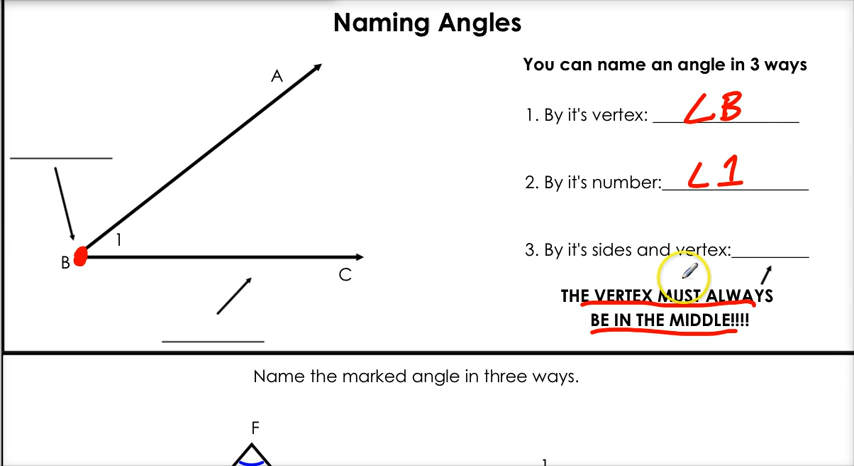 Naming Angles
You can name an angle in 3 ways
A
1. By it's vertex: ∠B
2. By it's number: ∠1
1
B
C
3. By it's sides and vertex:
THE VERTEX MUST ALWAYS
BE IN THE MIDDLE!!!!
Name the marked angle in three ways.
F
1